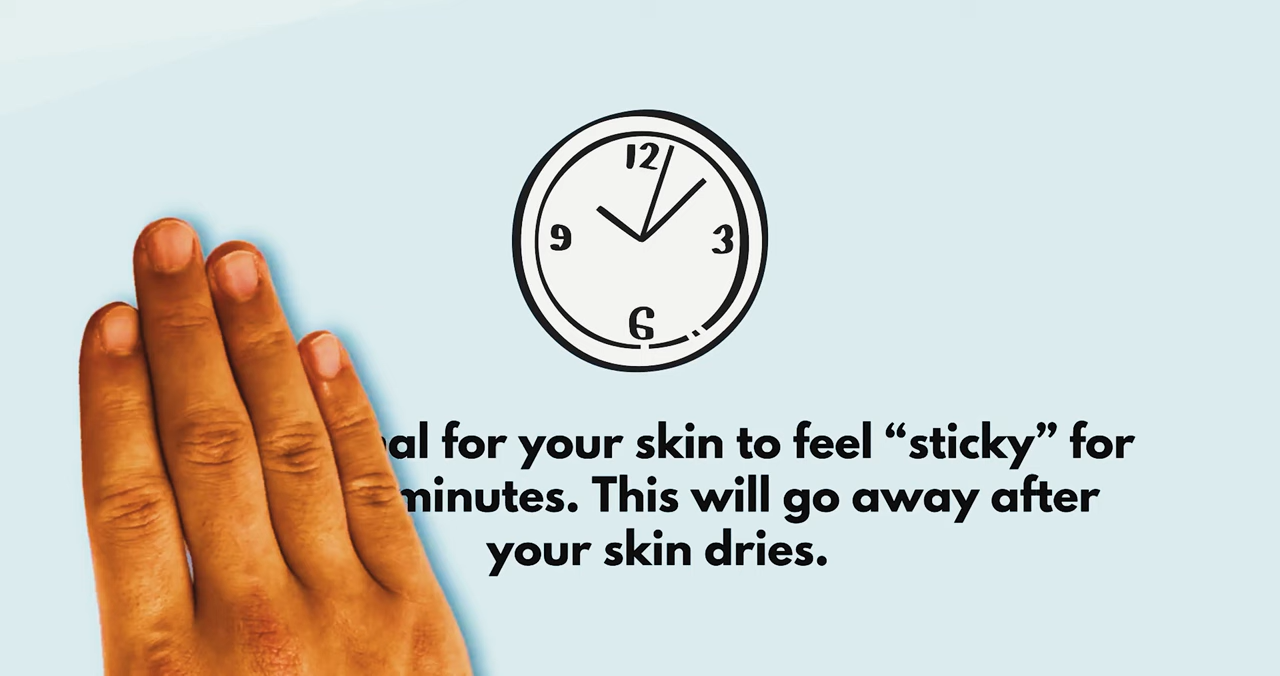 12
9
3
6
al for your skin to feel “sticky” for
minutes. This will go away after
your skin dries.